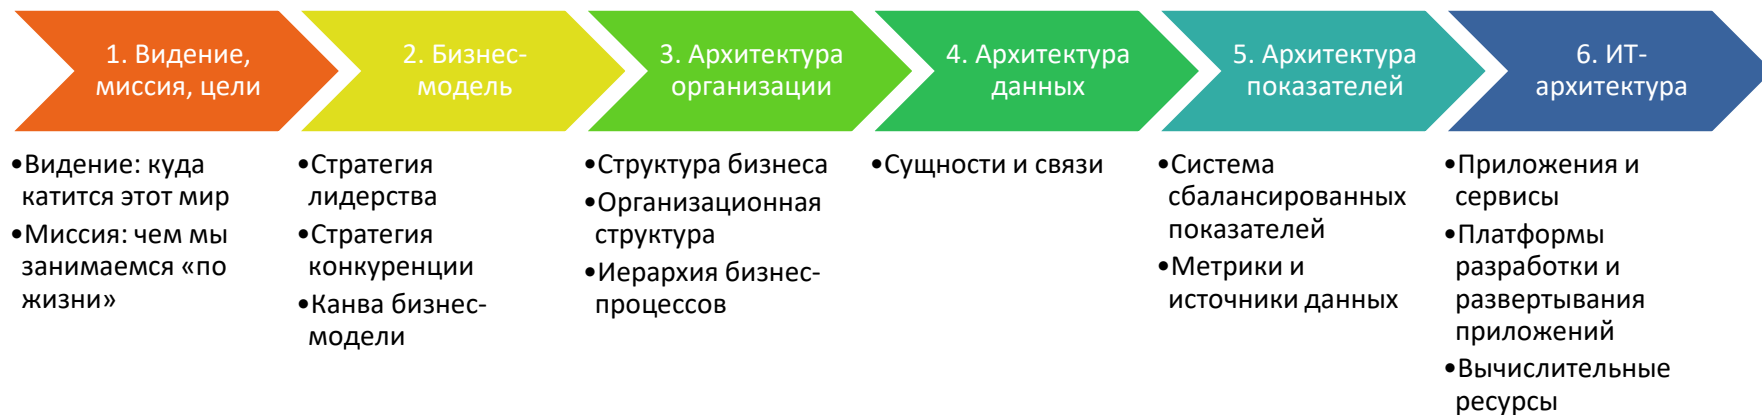 1. Видение,
миссия, цели
•Видение: куда
катится этот мир
•Миссия: чем мы
занимаемся «по
жизни»
2. Бизнес-
модель
•Стратегия
лидерства
•Стратегия
конкуренции
•Канва бизнес-
модели
3. Архитектура
организации
•Структура бизнеса
•Организационная
структура
•Иерархия бизнес-
процессов
4. Архитектура
данных
•Сущности и связи
5. Архитектура
показателей
•Система
сбалансированных
показателей
•Метрики и
источники данных
6. ИТ-
архитектура
•Приложения и
сервисы
•Платформы
разработки и
развертывания
приложений
•Вычислительные
ресурсы